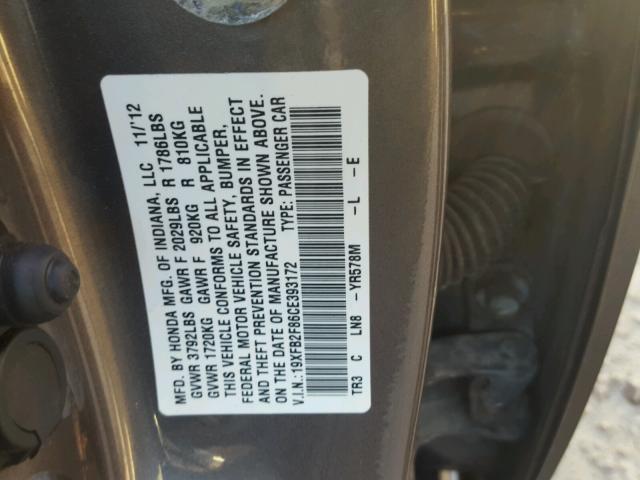 MFD. BY HONDA MFG. OF INDIANA, LLC 11/'12
GVWR 3792LBS GAWR F 2029LBS R 1786LBS
GVWR 1720KG GAWR F 920KG R 810KG
THIS VEHICLE CONFORMS TO ALL APPLICABLE
FEDERAL MOTOR VEHICLE SAFETY, BUMPER,
AND THEFT PREVENTION STANDARDS IN EFFECT
ON THE DATE OF MANUFACTURE SHOWN ABOVE.
V.I.N.:19XFB2F86CE393172 TYPE: PASSENGER CAR
TR3 C LN8 -YR578M -L -E